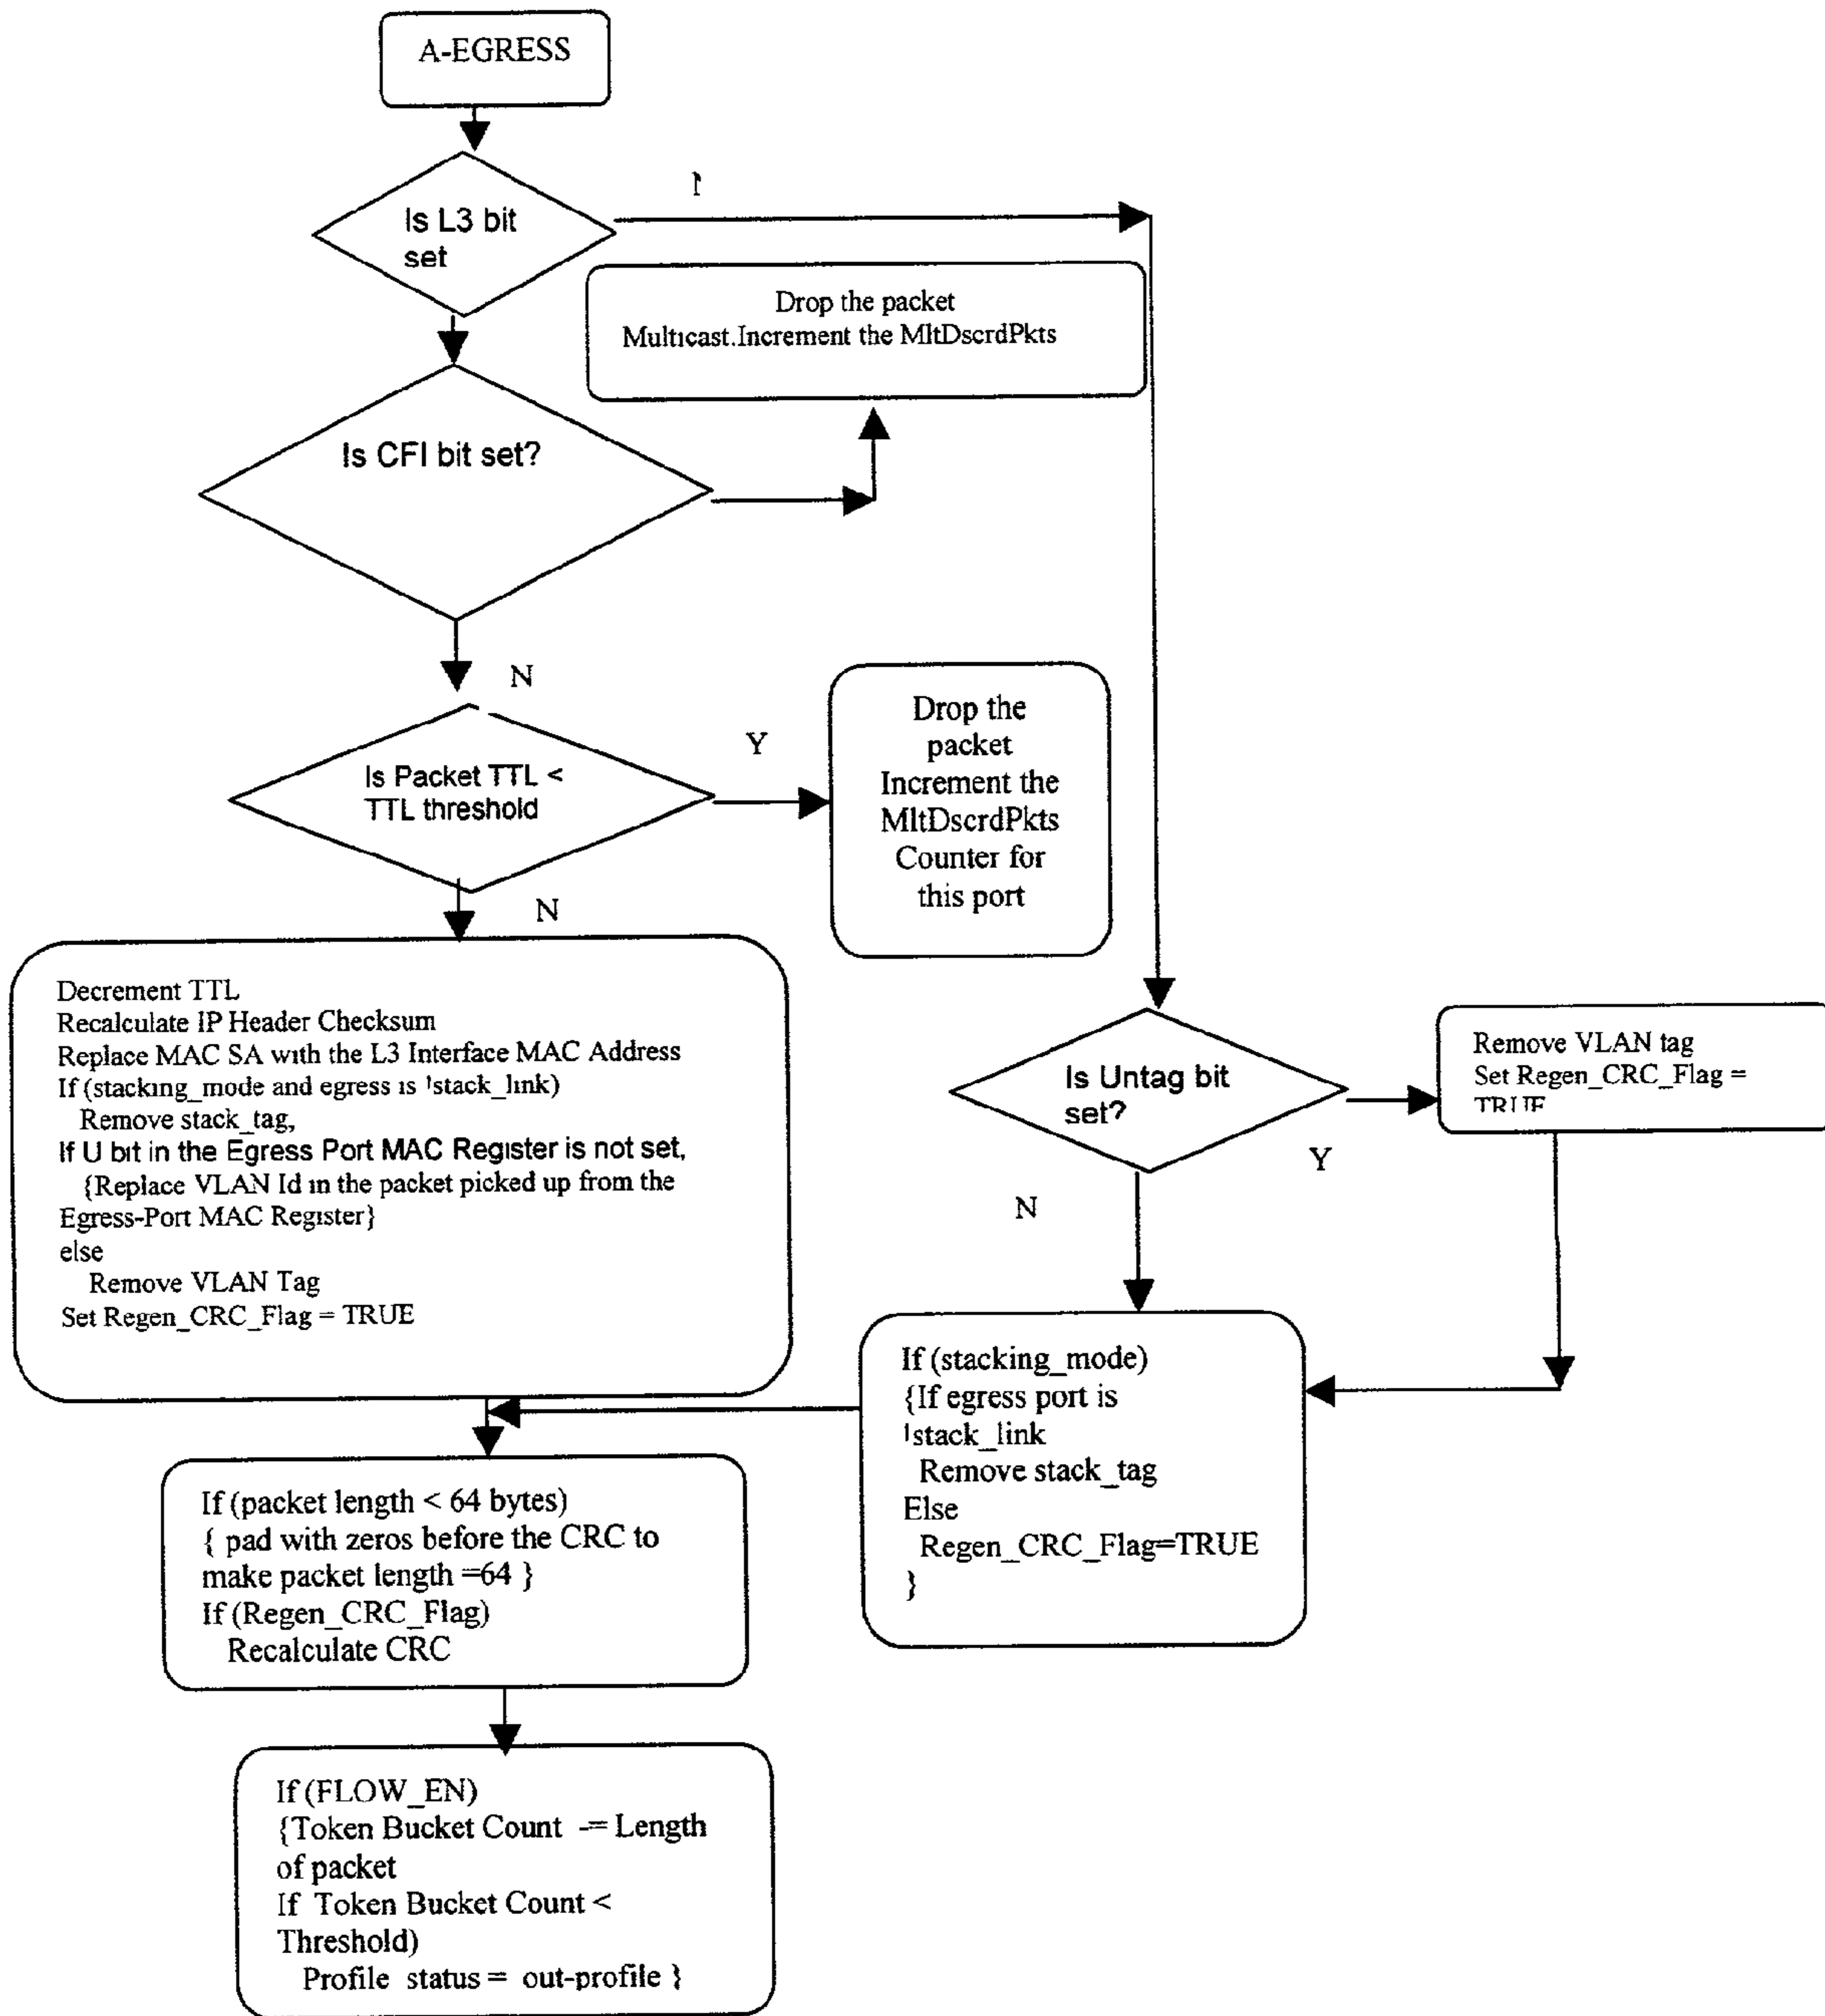 A-EGRESS
Is L3 bit
set
Drop the packet
Multicast.Increment the MltDscrdPkts
Is CFI bit set?
N
Is Packet TTL <
TTL threshold
Y
Drop the
packet
Increment the
MltDscrdPkts
Counter for
this port
N
Decrement TTL
Recalculate IP Header Checksum
Replace MAC SA with the L3 Interface MAC Address
If (stacking_mode and egress is !stack_link)
Remove stack_tag,
If U bit in the Egress Port MAC Register is not set,
{Replace VLAN Id in the packet picked up from the
Egress-Port MAC Register}
else
Remove VLAN Tag
Set Regen_CRC_Flag = TRUE
Is Untag bit
set?
Y
N
Remove VLAN tag
Set Regen_CRC_Flag =
TRUE
If (stacking_mode)
{If egress port is
!stack_link
Remove stack_tag
Else
Regen_CRC_Flag=TRUE
}
If (packet length < 64 bytes)
{ pad with zeros before the CRC to
make packet length =64 }
If (Regen_CRC_Flag)
Recalculate CRC
If (FLOW_EN)
{Token Bucket Count -= Length
of packet
If Token Bucket Count <
Threshold)
Profile status = out-profile }